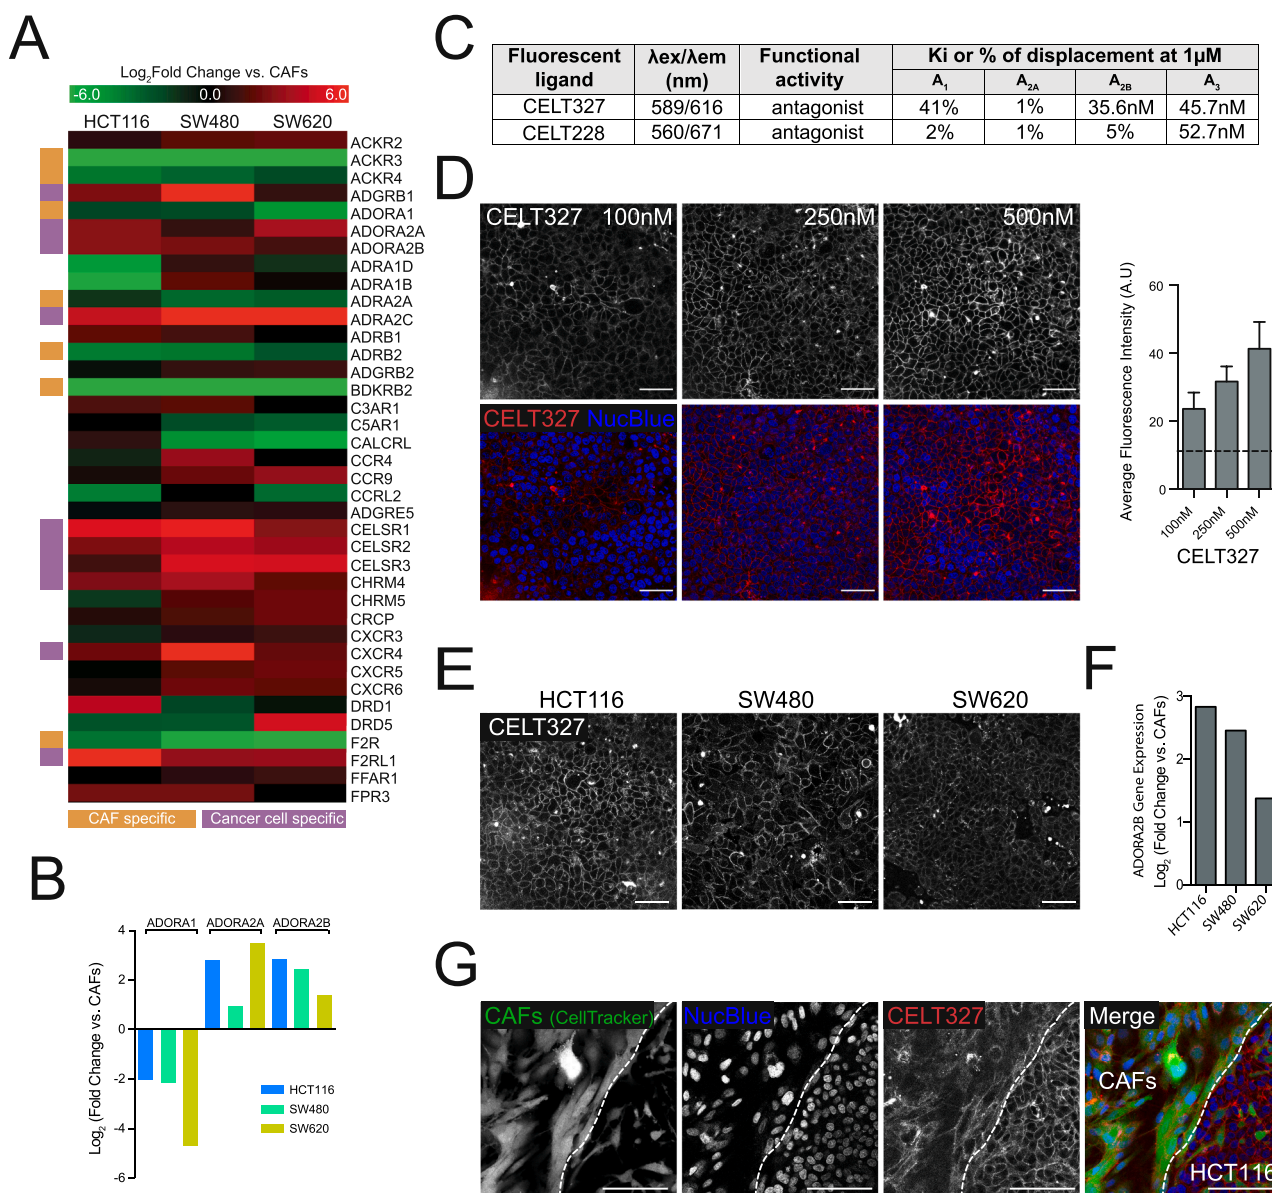 A
Log2Fold Change vs. CAFs
-6.0 0.0 6.0
HCT116 SW480 SW620
ACKR2
ACKR3
ACKR4
ADGRB1
ADORA1
ADORA2A
ADORA2B
ADRA1D
ADRA1B
ADRA2A
ADRA2C
ADRB1
ADRB2
ADGRB2
BDKRB2
C3AR1
C5AR1
CALCRL
CCR4
CCR9
CCRL2
ADGRE5
CELSR1
CELSR2
CELSR3
CHRM4
CHRM5
CRCP
CXCR3
CXCR4
CXCR5
CXCR6
DRD1
DRD5
F2R
F2RL1
FFAR1
FPR3
CAF specific Cancer cell specific
B
ADORA1 ADORA2A ADORA2B
Log2 (Fold Change vs. CAFs)
4
2
0
-2
-4
-6
HCT116
SW480
SW620
C
Fluorescent ligand λex/λem (nm) Functional activity Ki or % of displacement at 1µM
A1 A2A A2B A3
CELT327 589/616 antagonist 41% 1% 35.6nM 45.7nM
CELT228 560/671 antagonist 2% 1% 5% 52.7nM
D
CELT327 100nM 250nM 500nM
CELT327 NucBlue
Average Fluorescence Intensity (A.U)
60
40
20
0
100nM 250nM 500nM
CELT327
E
HCT116 SW480 SW620
CELT327
F
ADORA2B Gene Expression
Log2 (Fold Change vs. CAFs)
3
2
1
0
HCT116 SW480 SW620
G
CAFs (CellTracker) NucBlue CELT327 Merge
CAFs
HCT116